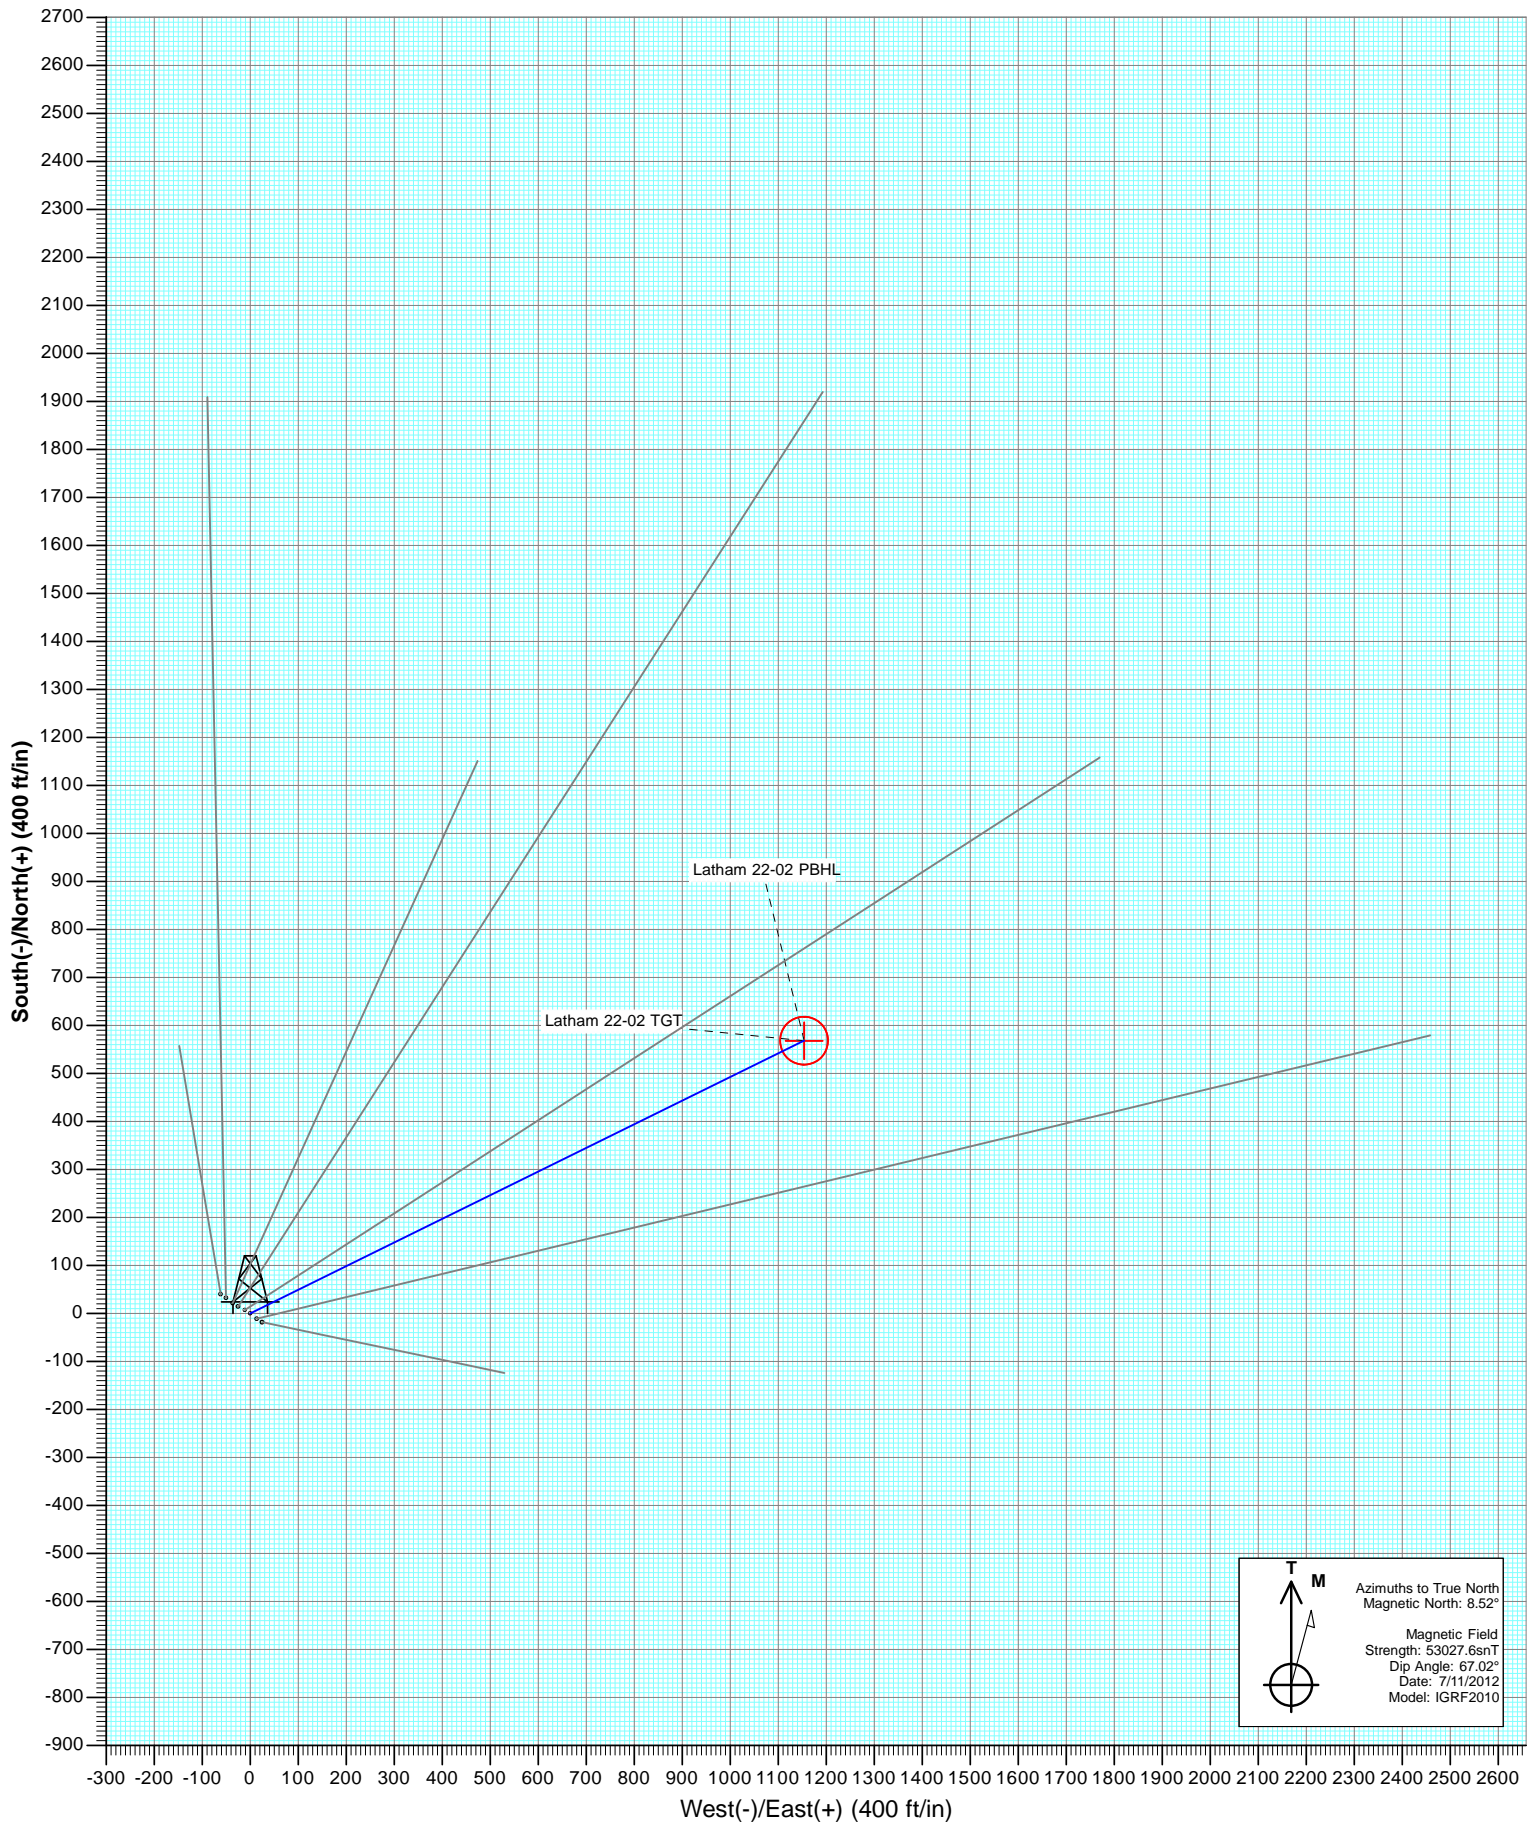 2700
2600
2500
2400
2300
2200
2100
2000
1900
1800
1700
1600
1500
1400
1300
1200
1100
1000
900
800
700
600
500
400
300
200
100
0
-100
-200
-300
-400
-500
-600
-700
-800
-900
South(-)/North(+) (400 ft/in)
Latham 22-02 PBHL
Latham 22-02 TGT
T
M
Azimuths to True North
Magnetic North: 8.52°
Magnetic Field
Strength: 53027.6snT
Dip Angle: 67.02°
Date: 7/11/2012
Model: IGRF2010
-300 -200 -100 0 100 200 300 400 500 600 700 800 900 1000 1100 1200 1300 1400 1500 1600 1700 1800 1900 2000 2100 2200 2300 2400 2500 2600
West(-)/East(+) (400 ft/in)